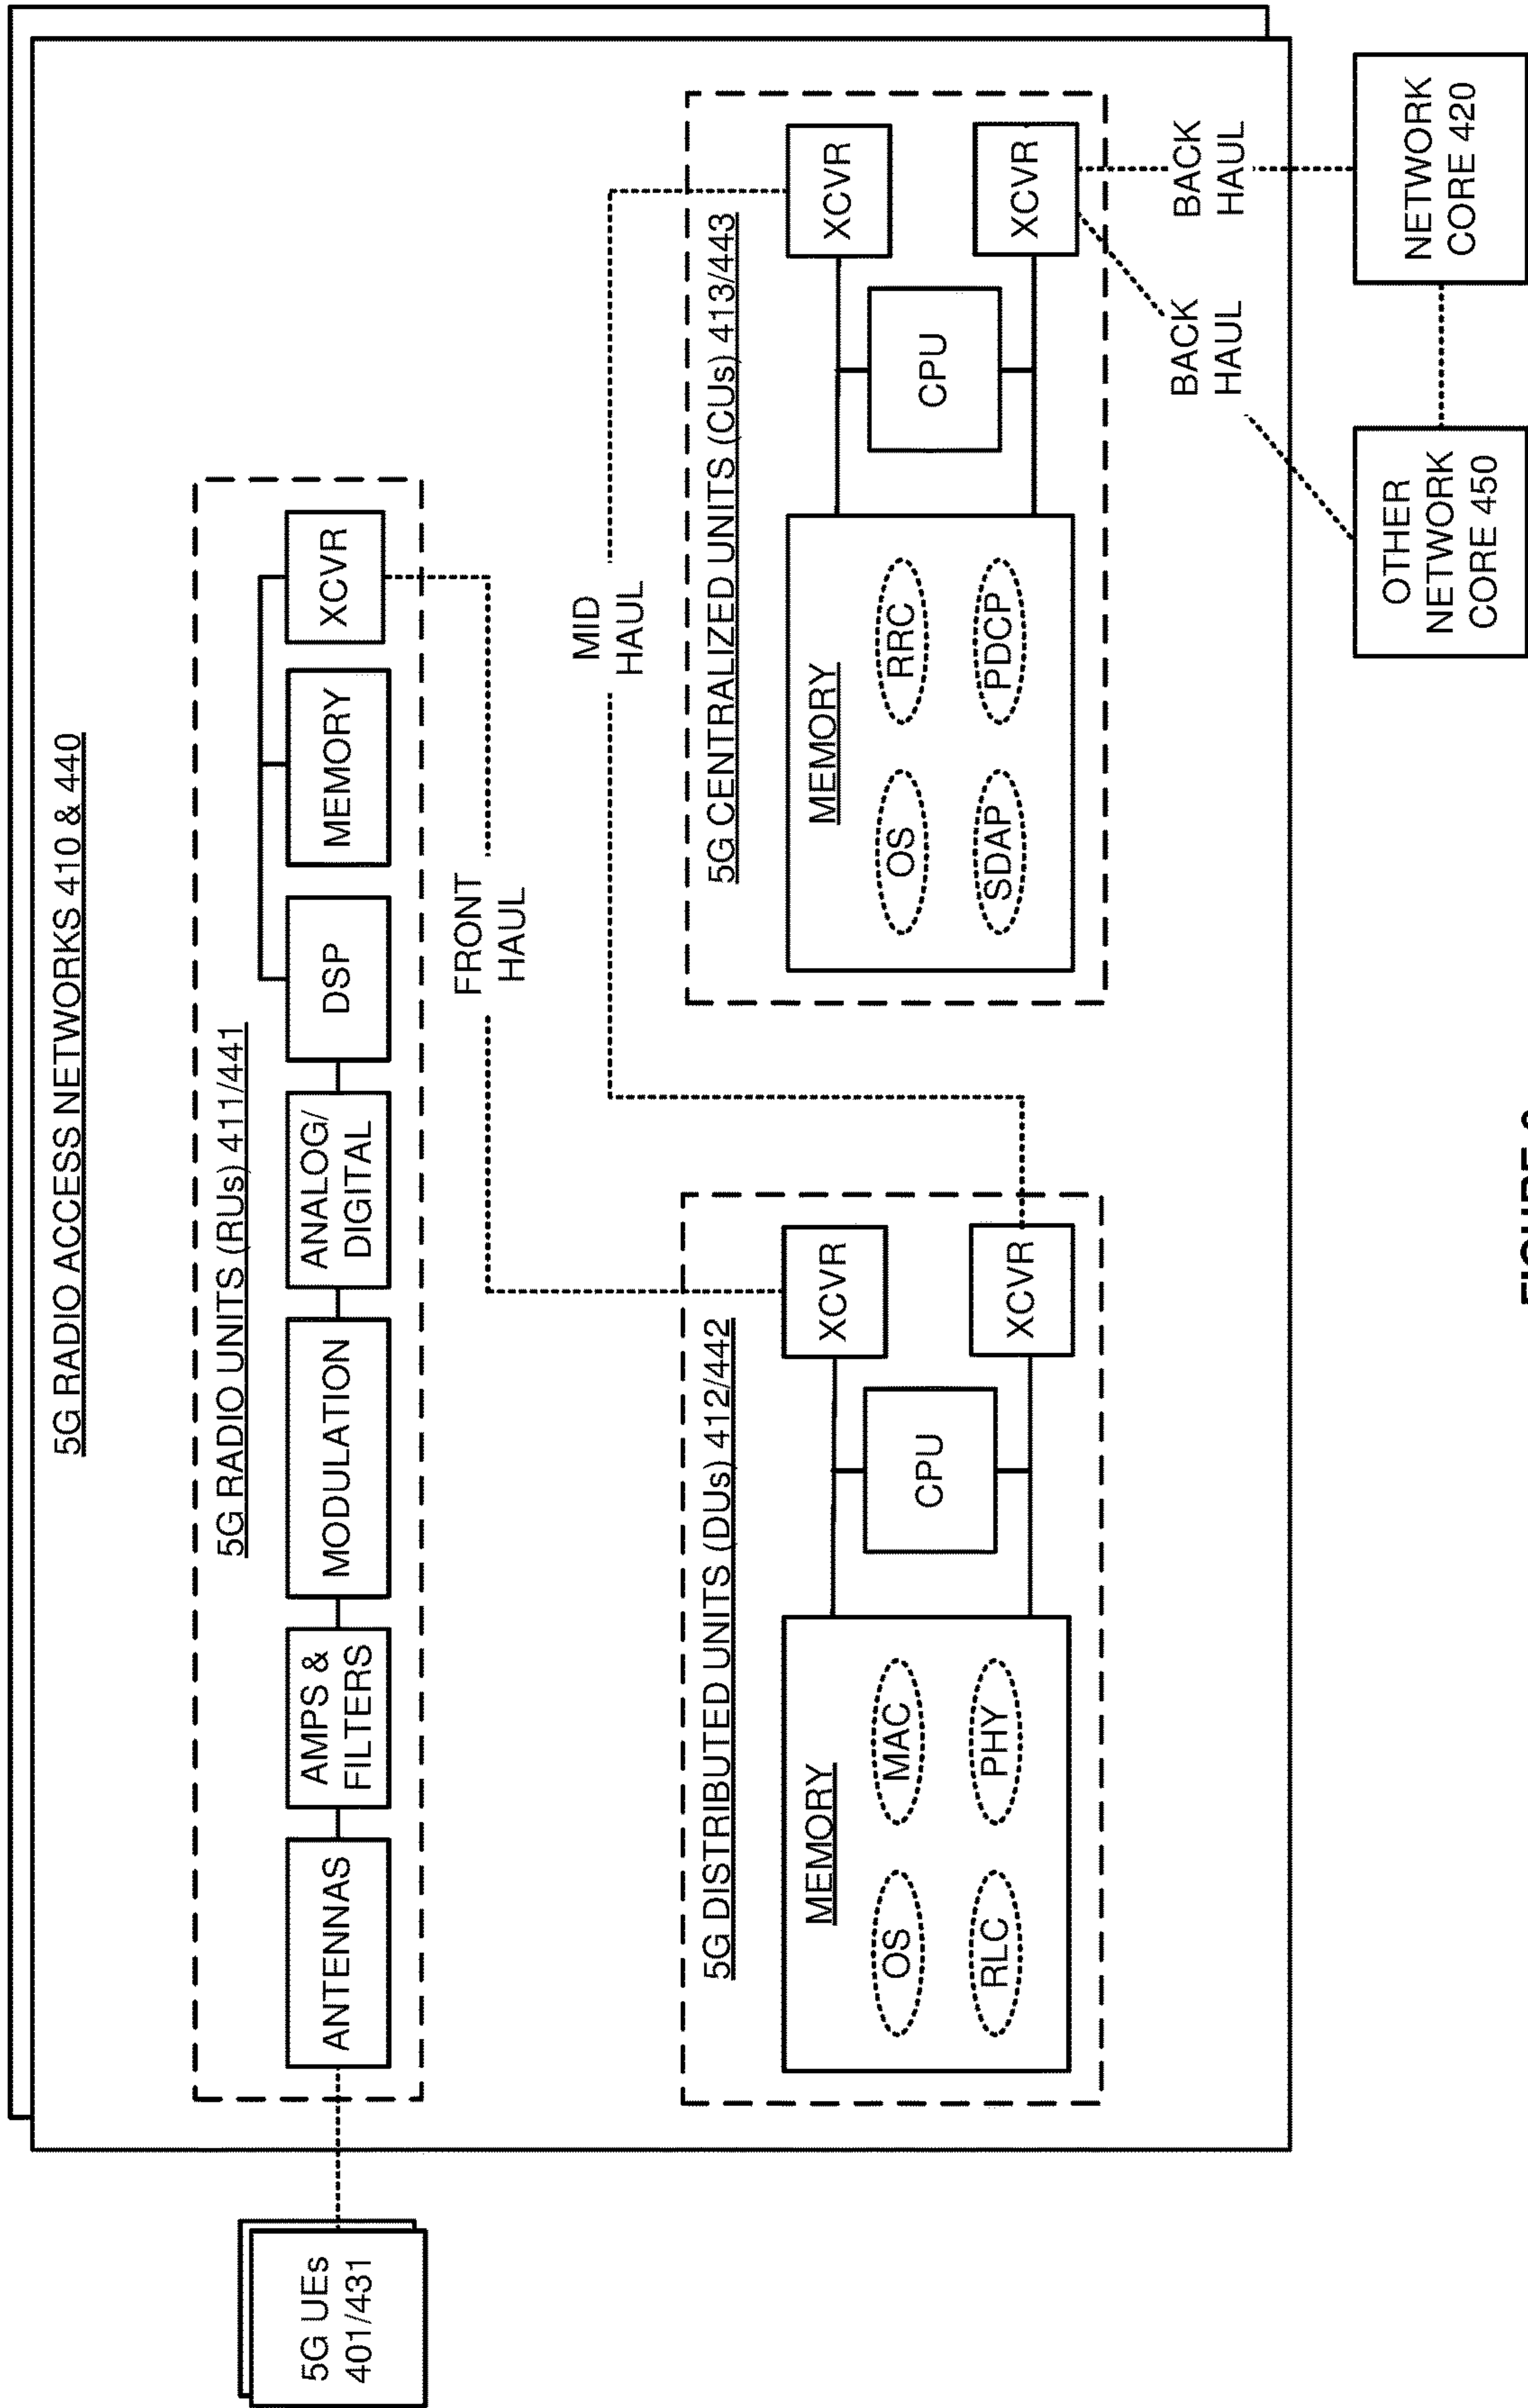 5G RADIO ACCESS NETWORKS 410 & 440
5G UEs
401/431
5G RADIO UNITS (RUs) 411/441
ANTENNAS
AMPS &
FILTERS
MODULATION
ANALOG/
DIGITAL
DSP
MEMORY
XCVR
FRONT
HAUL
MID
HAUL
5G DISTRIBUTED UNITS (DUs) 412/442
MEMORY
OS
MAC
RLC
PHY
CPU
XCVR
XCVR
5G CENTRALIZED UNITS (CUs) 413/443
MEMORY
OS
RRC
SDAP
PDCP
CPU
XCVR
XCVR
BACK
HAUL
BACK
HAUL
OTHER
NETWORK
CORE 450
NETWORK
CORE 420
FIGURE